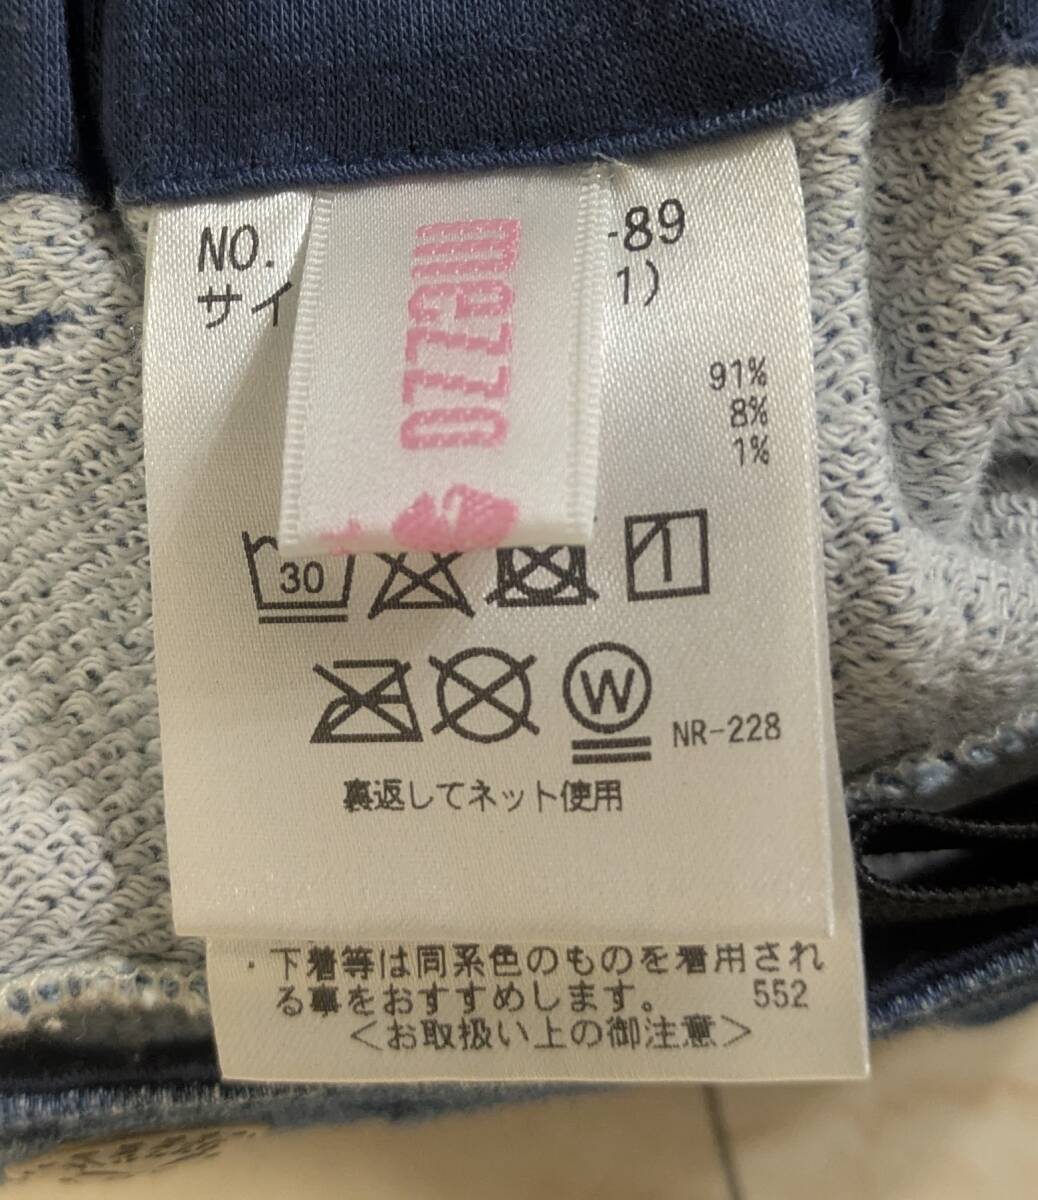 NO. -89
サイ 1)
91%
8%
1%
OZZON
30
W
NR-228
裏返してネット使用
・下着等は同系色のものを着用され
る事をおすすめします。 552
<お取扱い上の御注意>